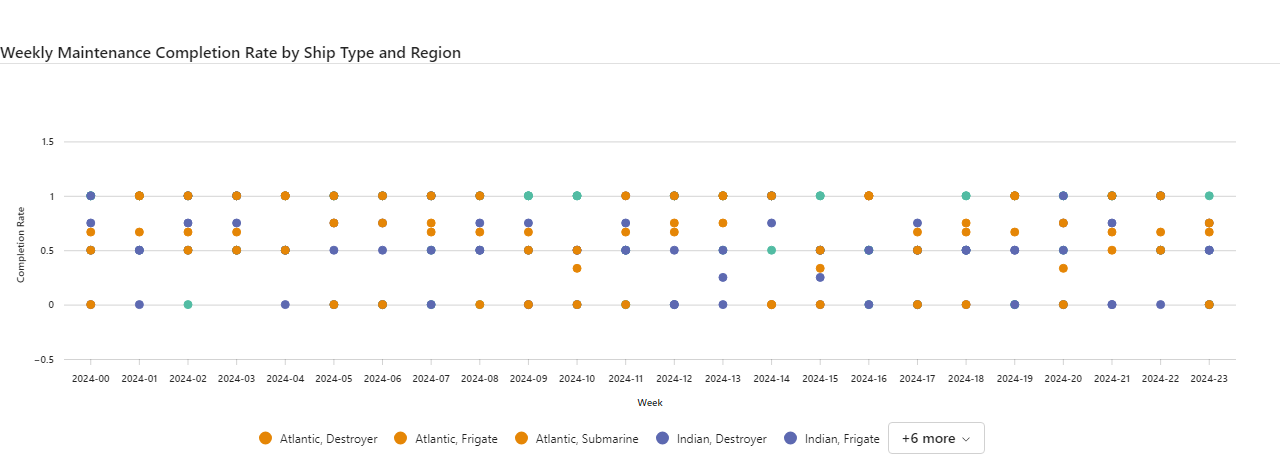 Weekly Maintenance Completion Rate by Ship Type and Region
1.5
1
0.5
0
−0.5
Completion Rate
2024-00 2024-01 2024-02 2024-03 2024-04 2024-05 2024-06 2024-07 2024-08 2024-09 2024-10 2024-11 2024-12 2024-13 2024-14 2024-15 2024-16 2024-17 2024-18 2024-19 2024-20 2024-21 2024-22 2024-23
Week
Atlantic, Destroyer Atlantic, Frigate Atlantic, Submarine Indian, Destroyer Indian, Frigate +6 more